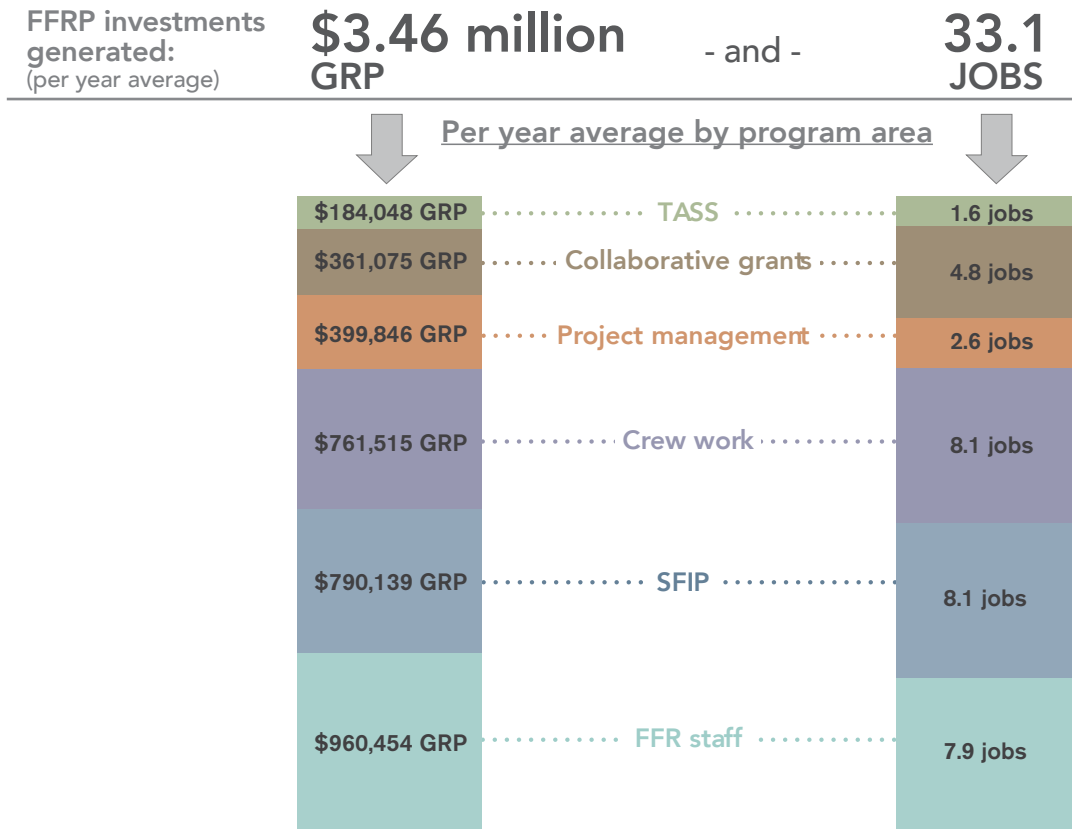 FFRP investments
generated:
(per year average)
$3.46 million
GRP
- and -
33.1
JOBS
Per year average by program area
$184,048 GRP
TASS
1.6 jobs
$361,075 GRP
Collaborative grants
4.8 jobs
$399,846 GRP
Project management
2.6 jobs
$761,515 GRP
Crew work
8.1 jobs
$790,139 GRP
SFIP
8.1 jobs
$960,454 GRP
FFR staff
7.9 jobs